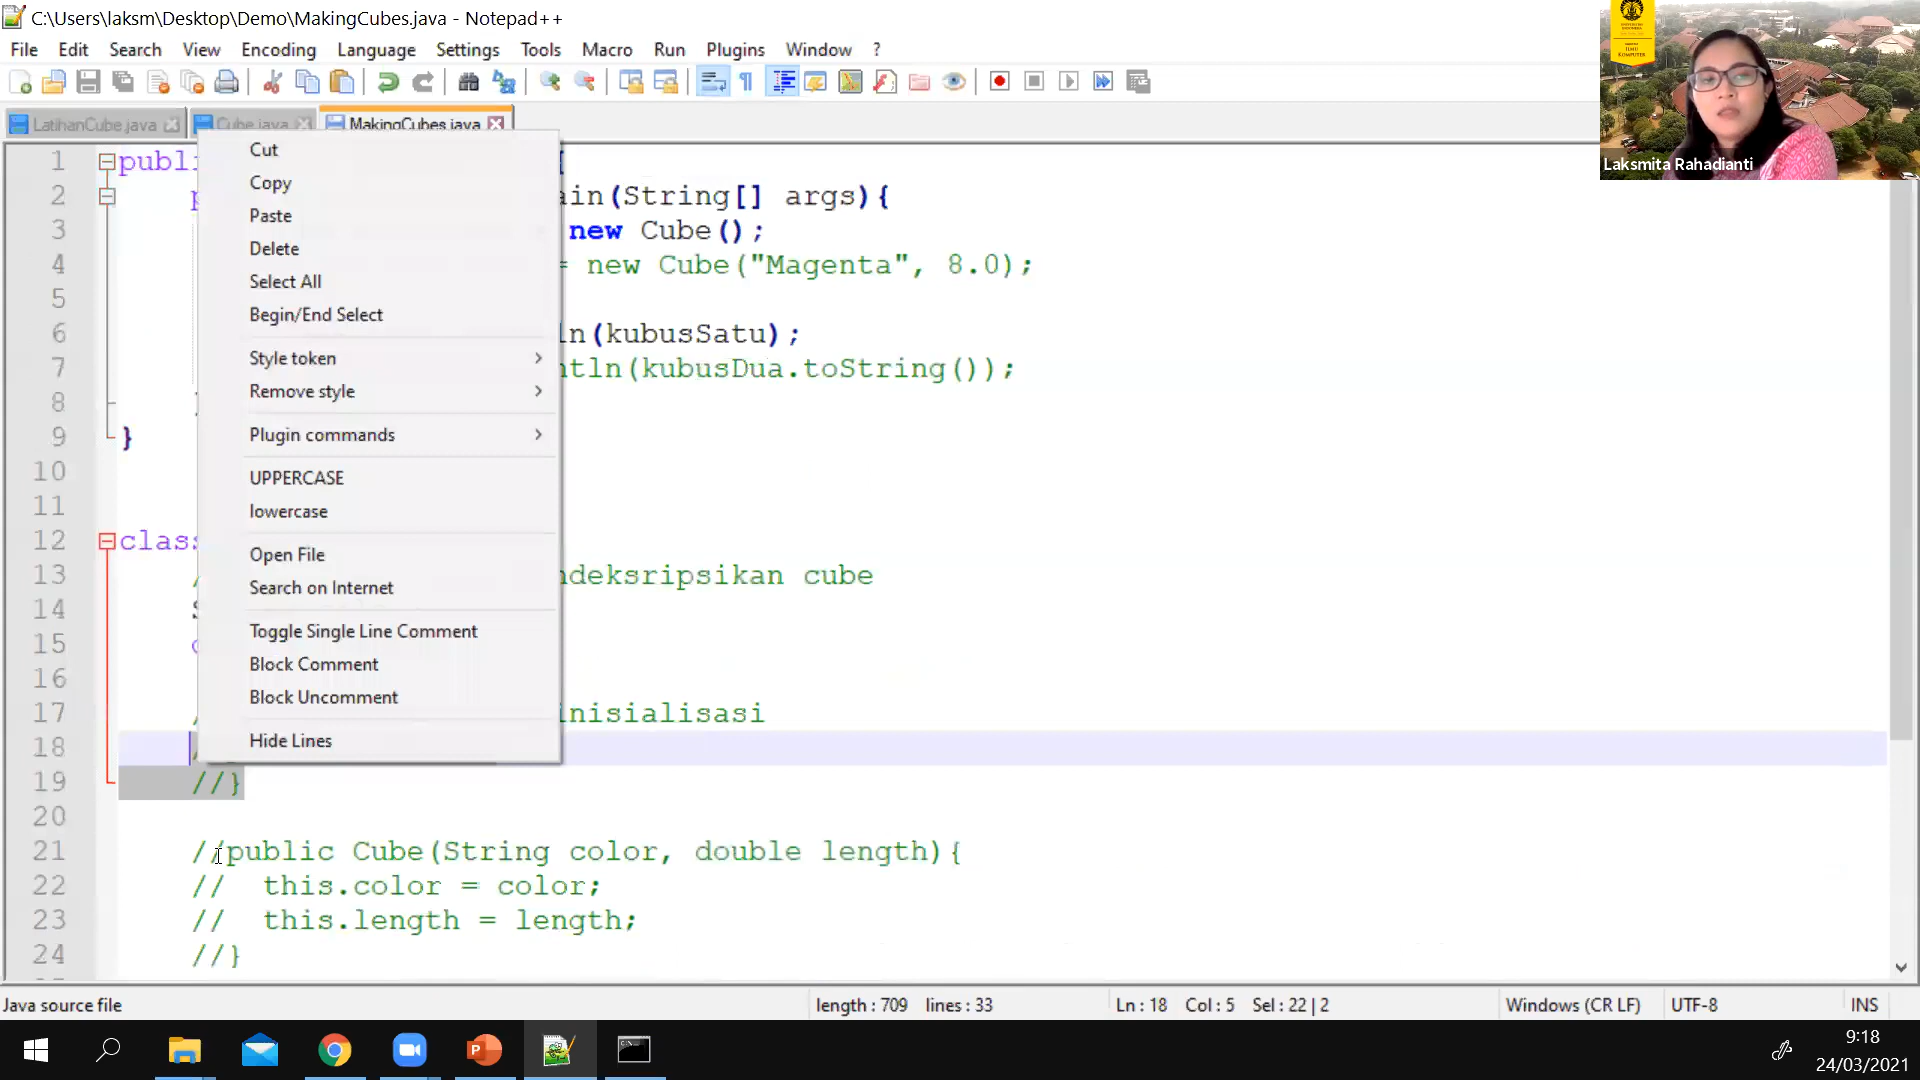 C:\Users\laksm\Desktop\Demo\MakingCubes.java - Notepad++
File Edit Search View Encoding Language Settings Tools Macro Run Plugins Window ?
LatihanCube.java Cube.java MakingCubes.java
1 publi {
2 ain(String[] args){
3 new Cube();
4 = new Cube("Magenta", 8.0);
5
6 ln(kubusSatu);
7 ntln(kubusDua.toString());
8
9 }
10
11
12 class
13 ndeksripsikan cube
14
15
16
17 inisialisasi
18
19 //}
20
21 //public Cube(String color, double length){
22 // this.color = color;
23 // this.length = length;
24 //}
Cut
Copy
Paste
Delete
Select All
Begin/End Select
Style token
Remove style
Plugin commands
UPPERCASE
lowercase
Open File
Search on Internet
Toggle Single Line Comment
Block Comment
Block Uncomment
Hide Lines
Laksmita Rahadianti
Java source file length : 709 lines : 33 Ln : 18 Col : 5 Sel : 22 | 2 Windows (CR LF) UTF-8 INS
9:18
24/03/2021